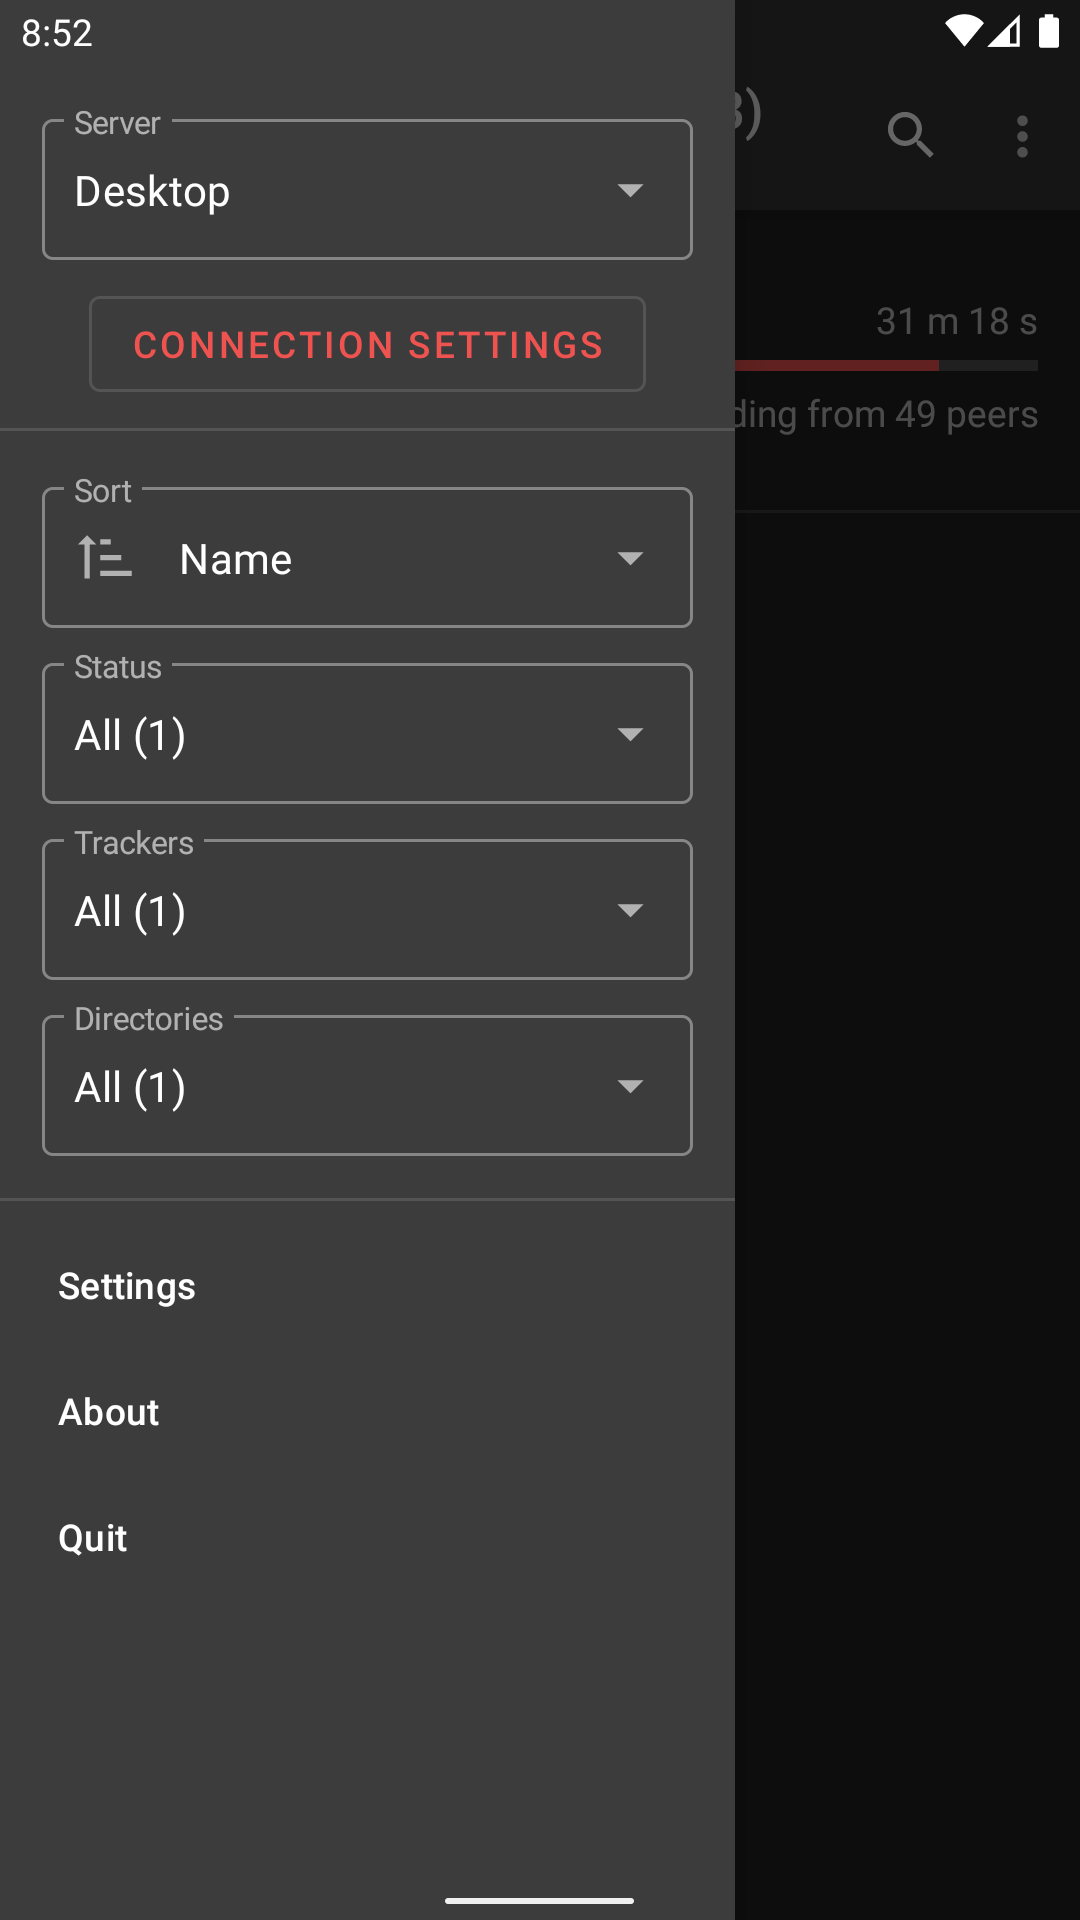 8:52
Server
Desktop
CONNECTION SETTINGS
31 m 18 s
from 49 peers
Sort
Name
Status
All (1)
Trackers
All (1)
Directories
All (1)
Settings
About
Quit